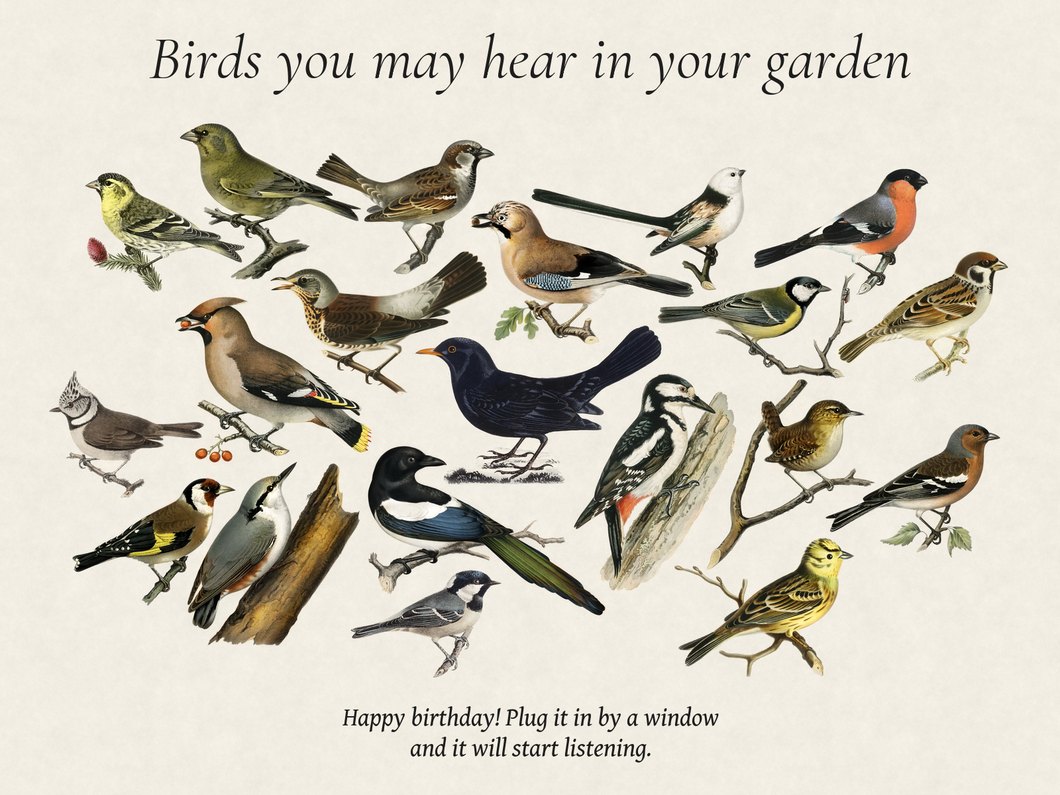 Birds you may hear in your garden
Happy birthday! Plug it in by a window
and it will start listening.